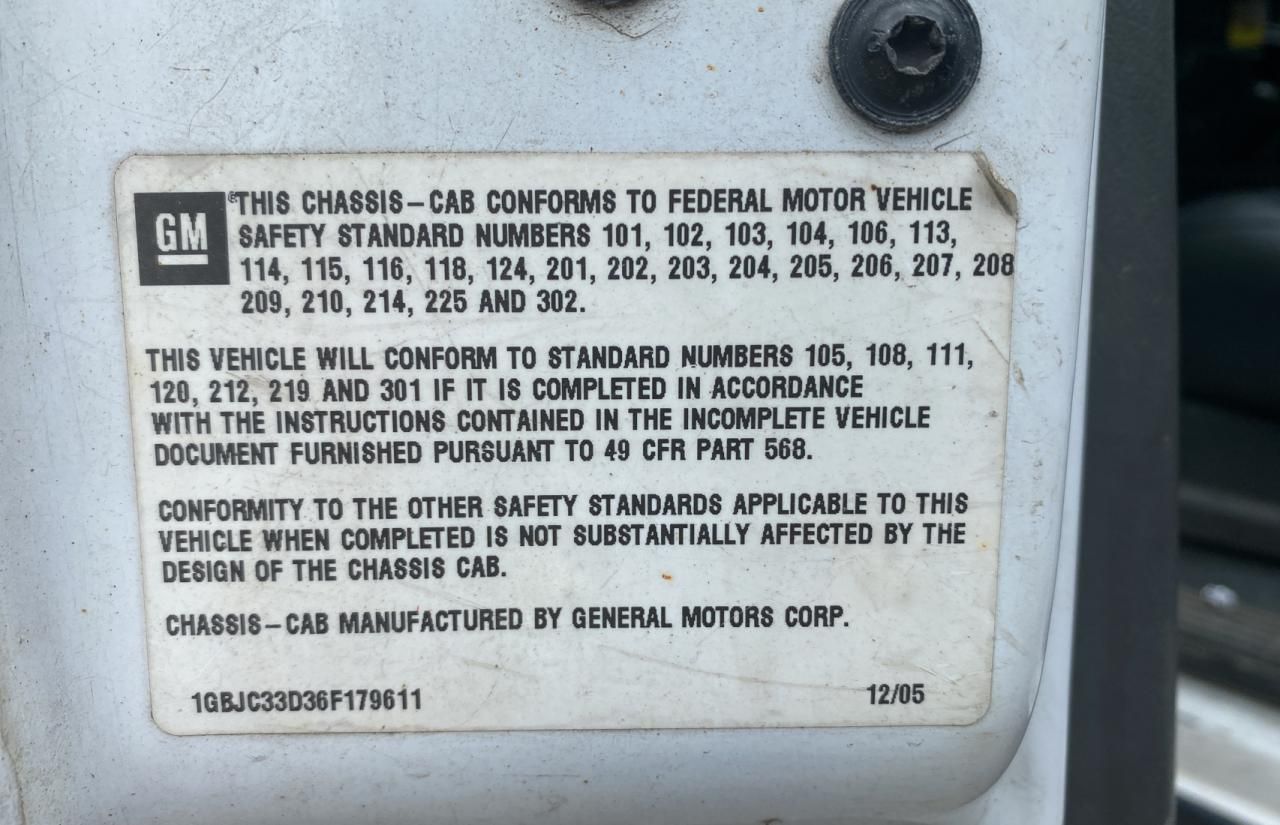 GM
®THIS CHASSIS-CAB CONFORMS TO FEDERAL MOTOR VEHICLE
SAFETY STANDARD NUMBERS 101, 102, 103, 104, 106, 113,
114, 115, 116, 118, 124, 201, 202, 203, 204, 205, 206, 207, 208
209, 210, 214, 225 AND 302.
THIS VEHICLE WILL CONFORM TO STANDARD NUMBERS 105, 108, 111,
120, 212, 219 AND 301 IF IT IS COMPLETED IN ACCORDANCE
WITH THE INSTRUCTIONS CONTAINED IN THE INCOMPLETE VEHICLE
DOCUMENT FURNISHED PURSUANT TO 49 CFR PART 568.
CONFORMITY TO THE OTHER SAFETY STANDARDS APPLICABLE TO THIS
VEHICLE WHEN COMPLETED IS NOT SUBSTANTIALLY AFFECTED BY THE
DESIGN OF THE CHASSIS CAB.
CHASSIS-CAB MANUFACTURED BY GENERAL MOTORS CORP.
1GBJC33D36F179611 12/05